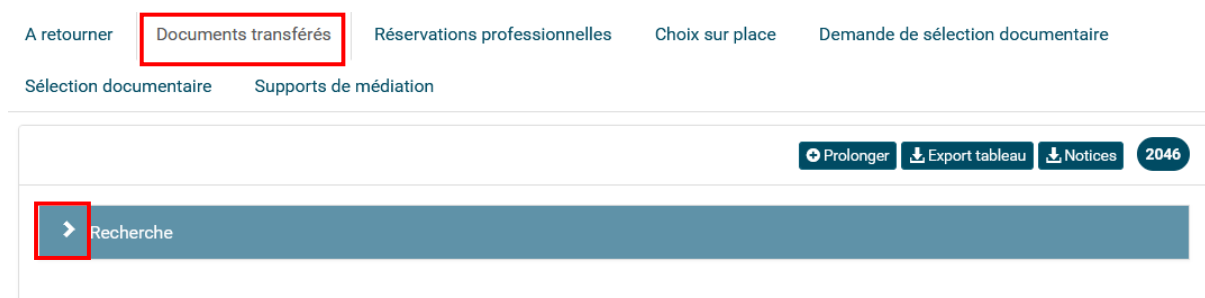 A retourner Documents transférés Réservations professionnelles Choix sur place Demande de sélection documentaire
Sélection documentaire Supports de médiation
Prolonger Export tableau Notices 2046
Recherche